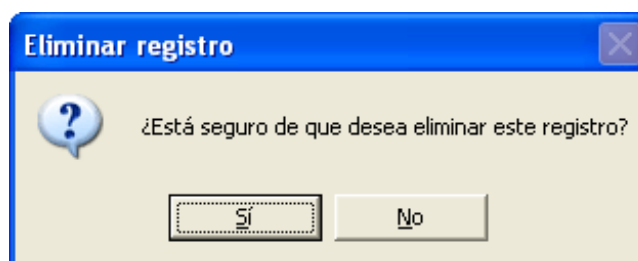 Eliminar registro
¿Está seguro de que desea eliminar este registro?
Sí
No